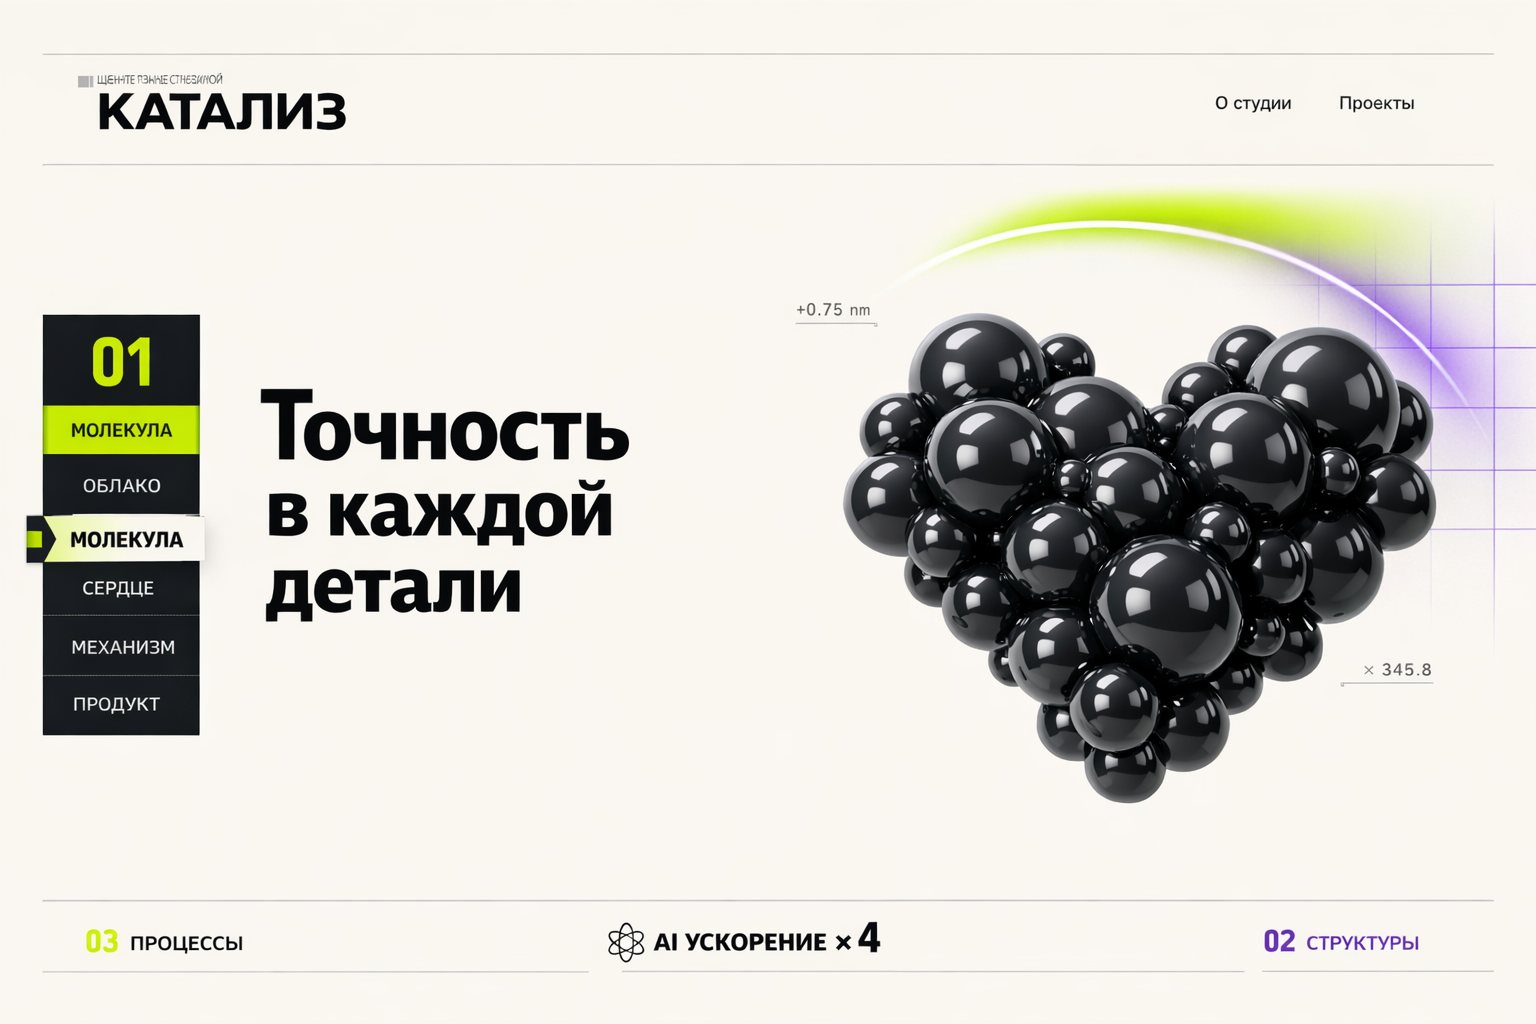 КАТАЛИЗ
О студии
Проекты
+0.75 nm
01
МОЛЕКУЛА
ОБЛАКО
МОЛЕКУЛА
СЕРДЦЕ
МЕХАНИЗМ
ПРОДУКТ
Точность
в каждой
детали
× 345.8
03 ПРОЦЕССЫ
AI УСКОРЕНИЕ × 4
02 СТРУКТУРЫ